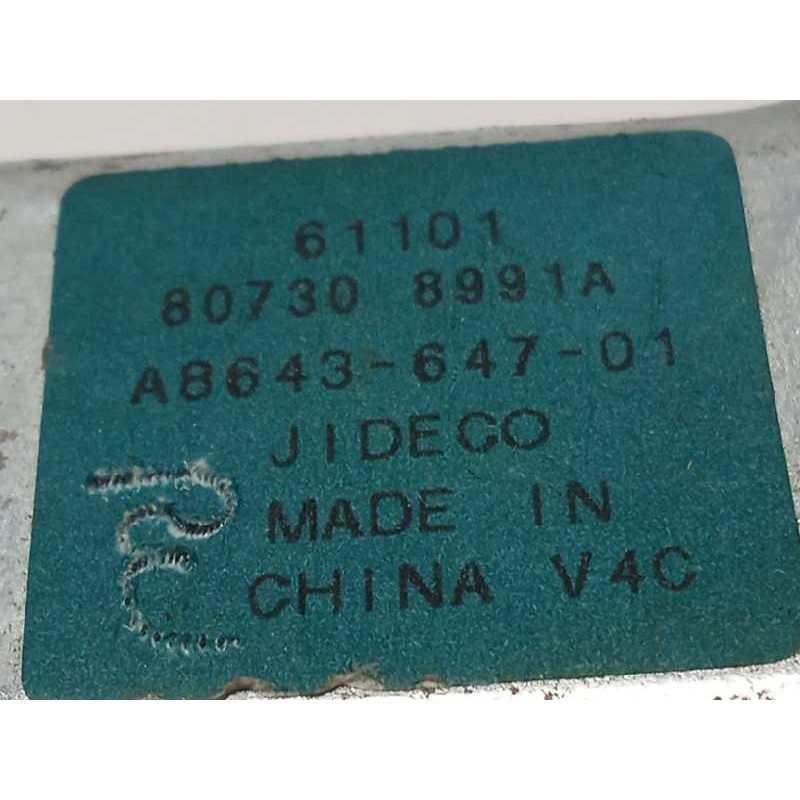 61101
80730 8991A
A8643-647-01
JIDECO
MADE IN
CHINA V4C